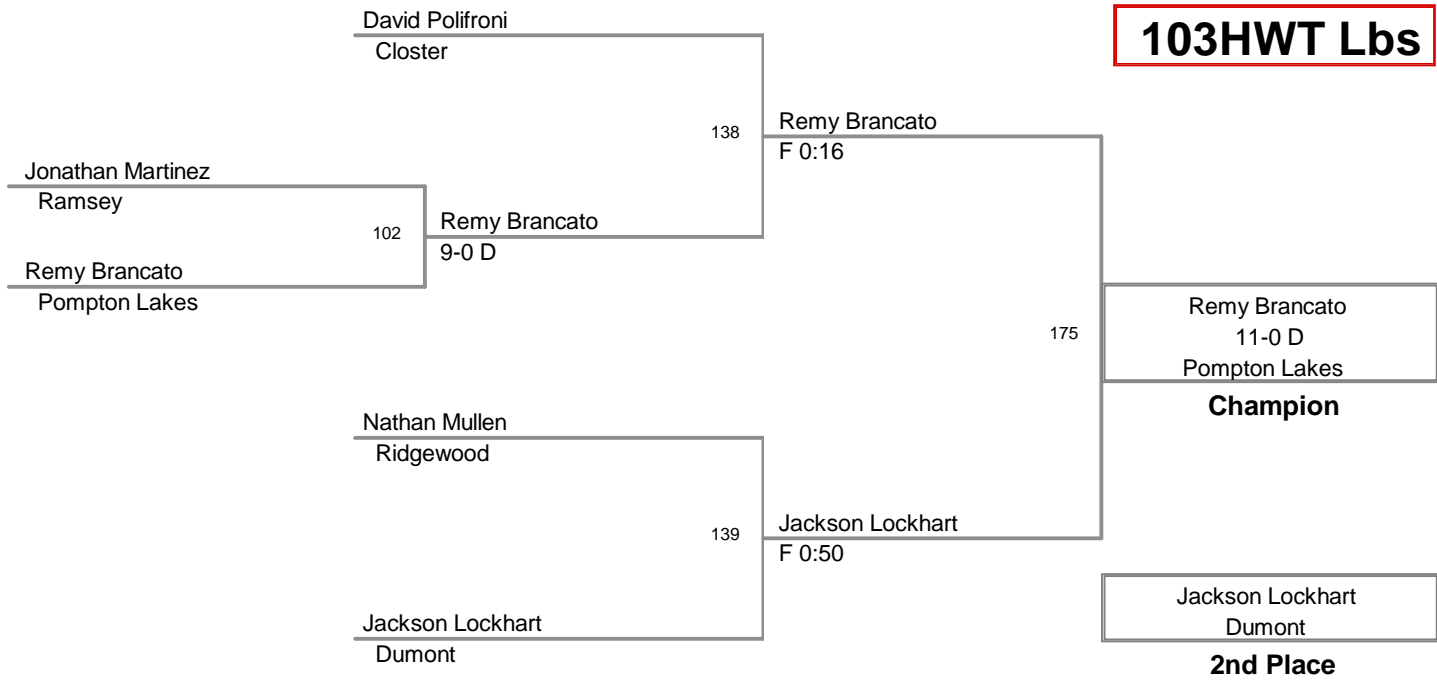 David Polifroni
Closter
103HWT Lbs
138
Remy Brancato
F 0:16
Jonathan Martinez
Ramsey
102
Remy Brancato
9-0 D
Remy Brancato
Pompton Lakes
175
Remy Brancato
11-0 D
Pompton Lakes
Champion
Nathan Mullen
Ridgewood
139
Jackson Lockhart
F 0:50
Jackson Lockhart
Dumont
Jackson Lockhart
Dumont
2nd Place